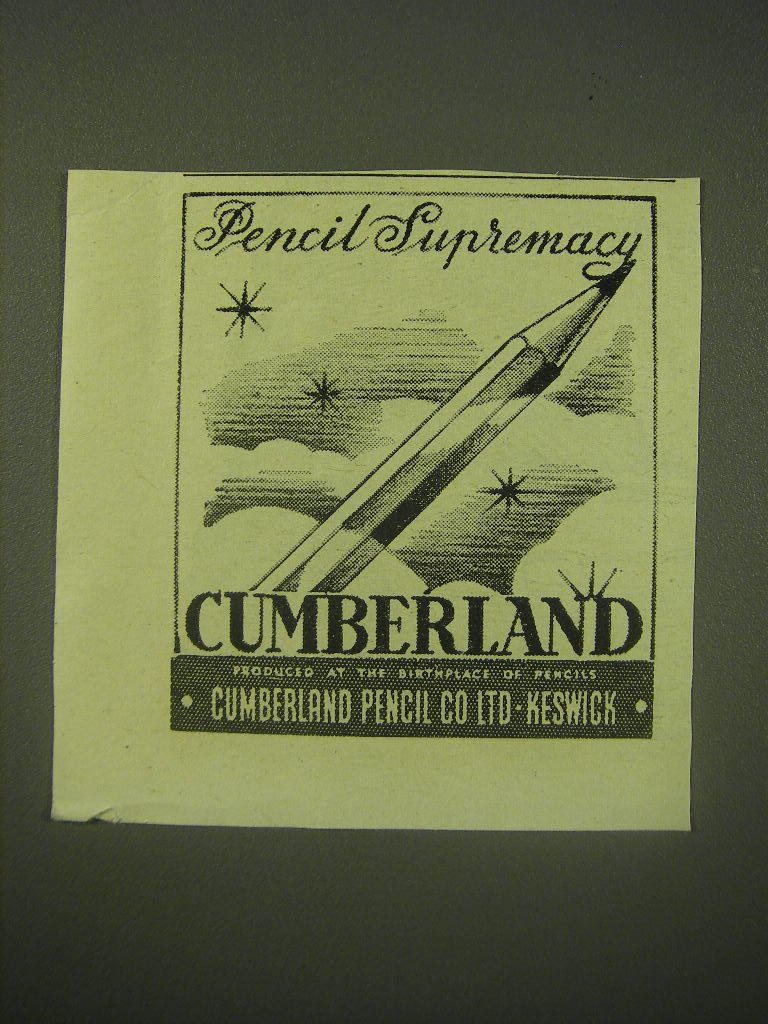 Pencil Supremacy
CUMBERLAND
PRODUCED AT THE BIRTHPLACE OF PENCILS
• CUMBERLAND PENCIL CO LTD - KESWICK •